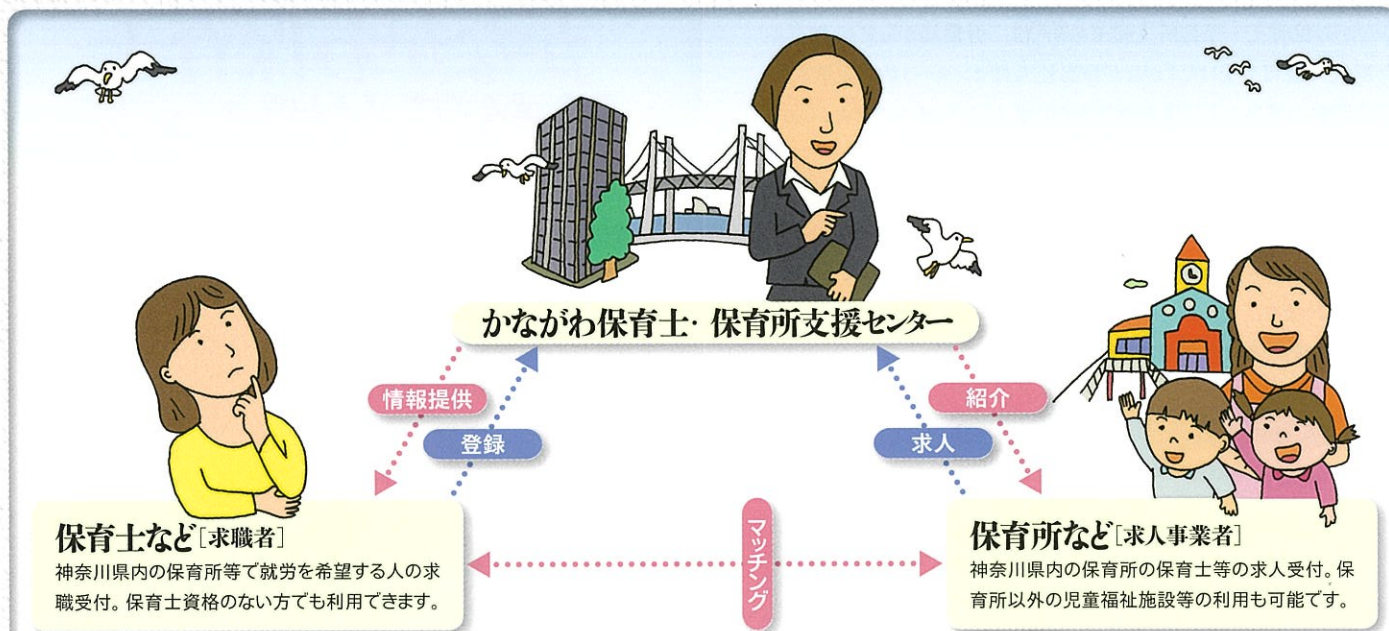 かながわ保育士・保育所支援センター
情報提供
登録
紹介
求人
マッチング
保育士など[求職者]
神奈川県内の保育所等で就労を希望する人の求
職受付。保育士資格のない方でも利用できます。
保育所など[求人事業者]
神奈川県内の保育所の保育士等の求人受付。保
育所以外の児童福祉施設等の利用も可能です。